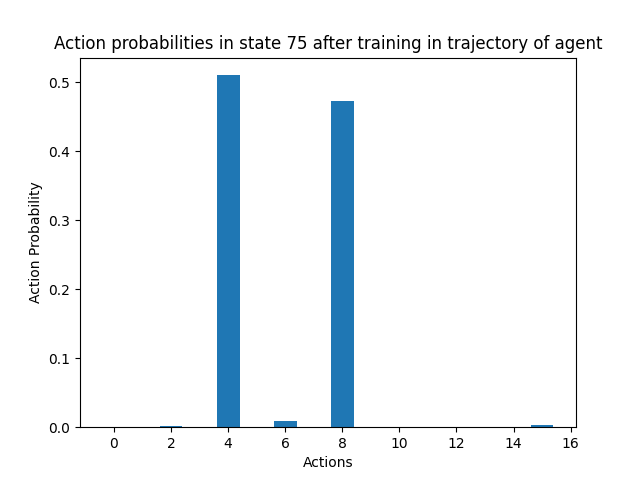 Action probabilities in state 75 after training in trajectory of agent
0.5
0.4
0.3
0.2
0.1
0.0
Action Probability
0 2 4 6 8 10 12 14 16
Actions